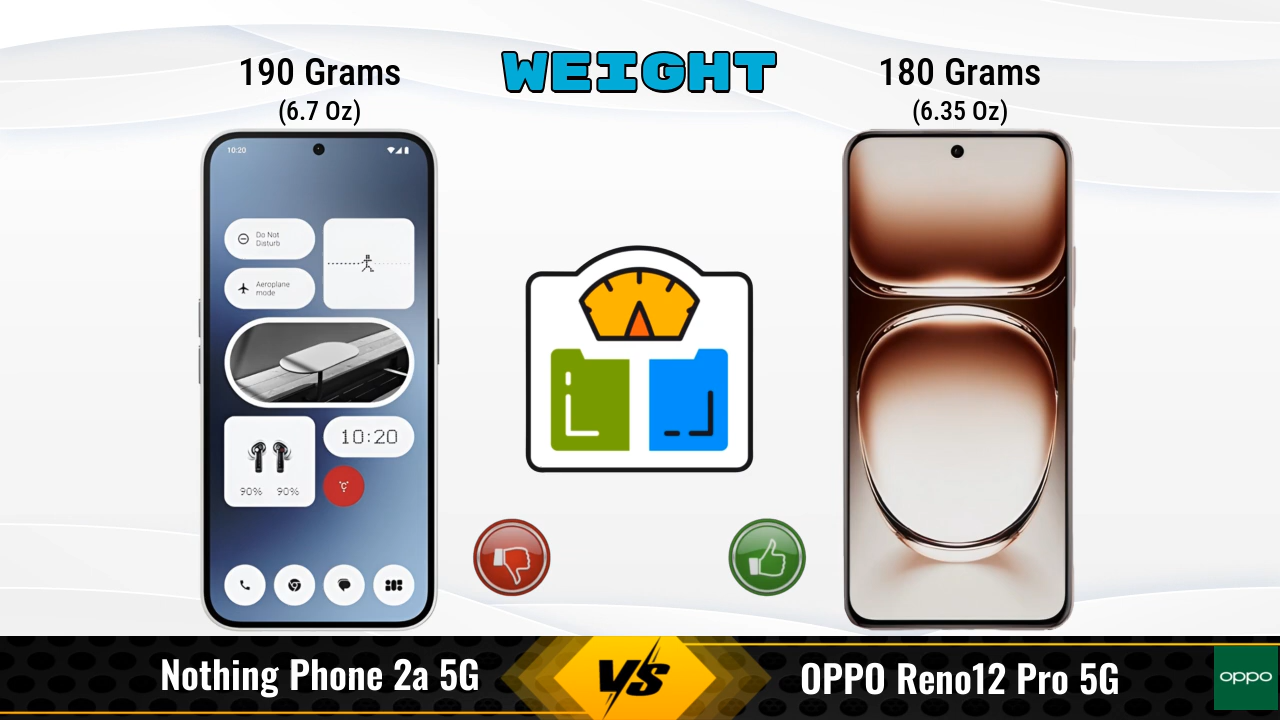 WEIGHT
190 Grams
(6.7 Oz)
180 Grams
(6.35 Oz)
10:20
Do Not
Disturb
Aeroplane
mode
10:20
90% 90%
Nothing Phone 2a 5G
VS
OPPO Reno12 Pro 5G
oppo